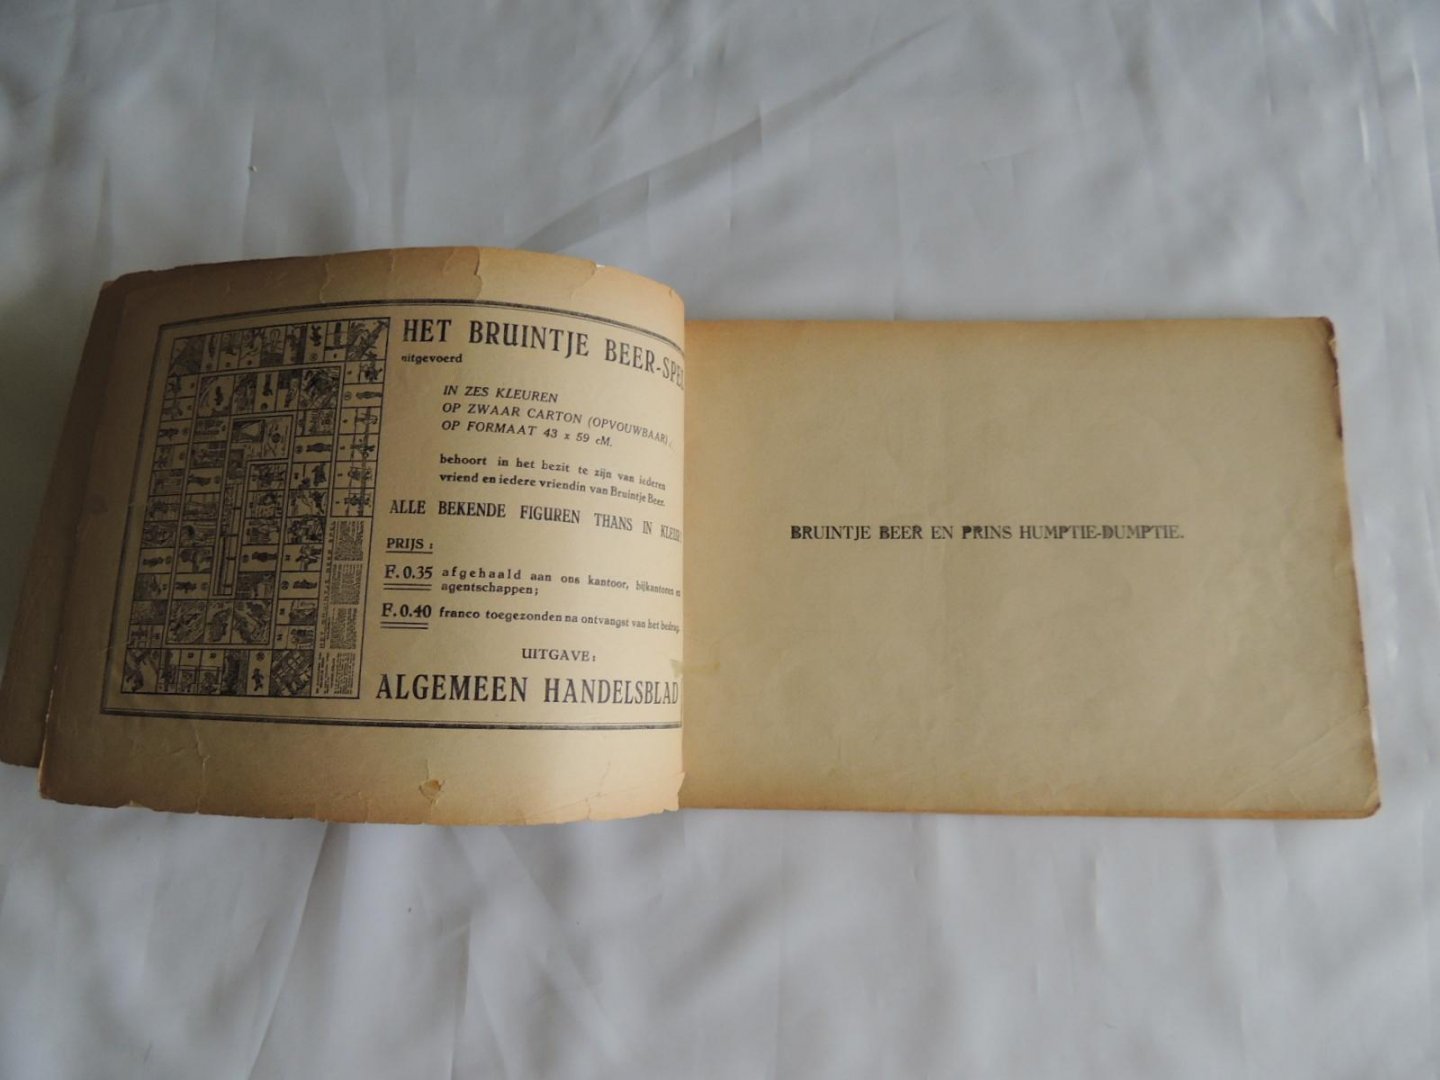 HET BRUINTJE BEER-SPE
uitgevoerd
IN ZES KLEUREN
OP ZWAAR CARTON (OPVOUWBAAR)
OP FORMAAT 43 x 59 cM.
behoort in het bezit te zijn van iederen
vriend en iedere vriendin van Bruintje Beer.
ALLE BEKENDE FIGUREN THANS IN KLEUR!
PRIJS:
F.0.35 afgehaald aan ons kantoor, bijkantoren en
agentschappen;
F.0.40 franco toegezonden na ontvangst van het bedrag.
UITGAVE:
ALGEMEEN HANDELSBLAD
BRUINTJE BEER EN PRINS HUMPTIE-DUMPTIE.